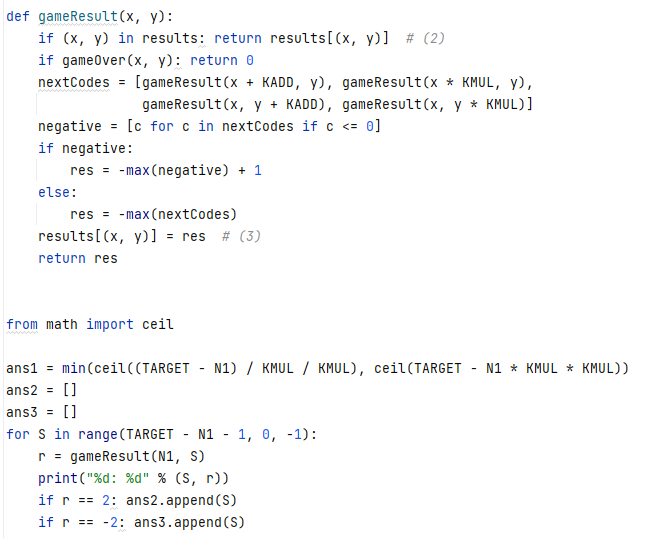 def gameResult(x, y):
    if (x, y) in results: return results[(x, y)]  # (2)
    if gameOver(x, y): return 0
    nextCodes = [gameResult(x + KADD, y), gameResult(x * KMUL, y),
                 gameResult(x, y + KADD), gameResult(x, y * KMUL)]
    negative = [c for c in nextCodes if c <= 0]
    if negative:
        res = -max(negative) + 1
    else:
        res = -max(nextCodes)
    results[(x, y)] = res  # (3)
    return res
from math import ceil
ans1 = min(ceil((TARGET - N1) / KMUL / KMUL), ceil(TARGET - N1 * KMUL * KMUL))
ans2 = []
ans3 = []
for S in range(TARGET - N1 - 1, 0, -1):
    r = gameResult(N1, S)
    print("%d: %d" % (S, r))
    if r == 2: ans2.append(S)
    if r == -2: ans3.append(S)